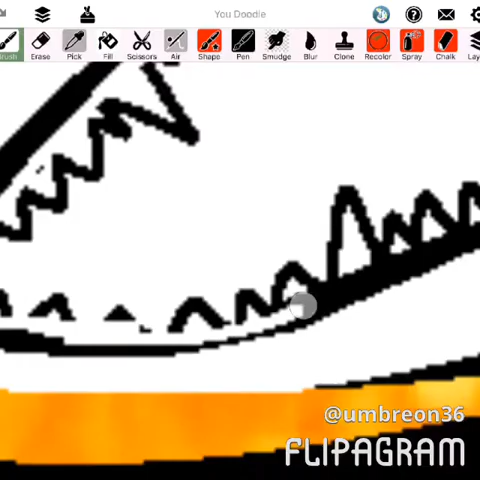 You Doodle
Brush Erase Pick Fill Scissors Air Shape Pen Smudge Blur Clone Recolor Spray Chalk
@umbreon36
FLIPAGRAM